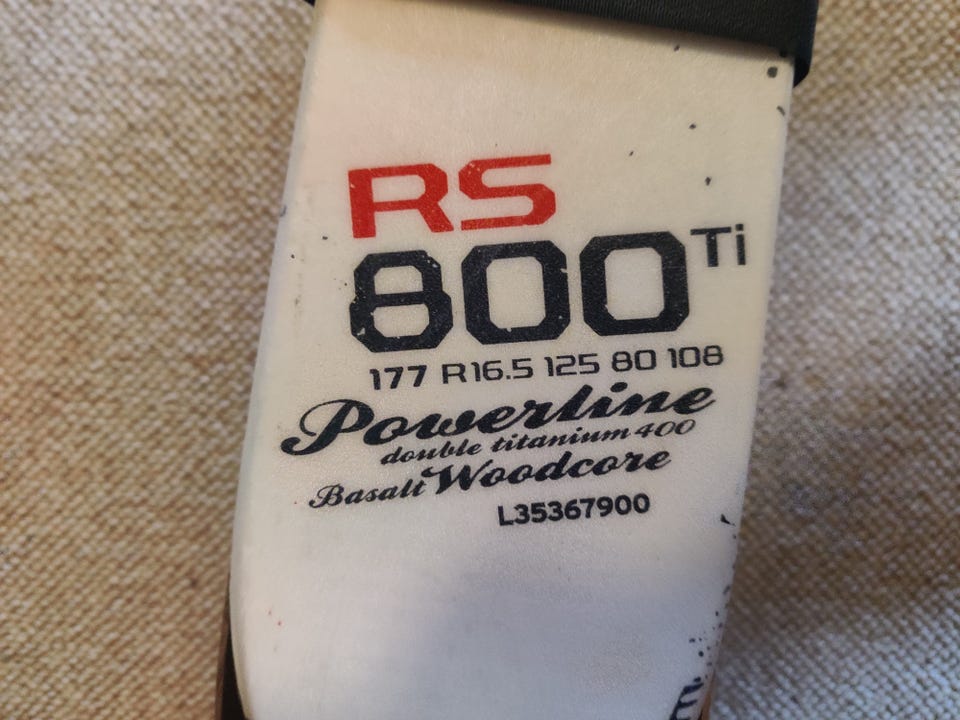 RS
800Ti
177 R16.5 125 80 108
Powerline
double titanium 400
Basalt Woodcore
L35367900